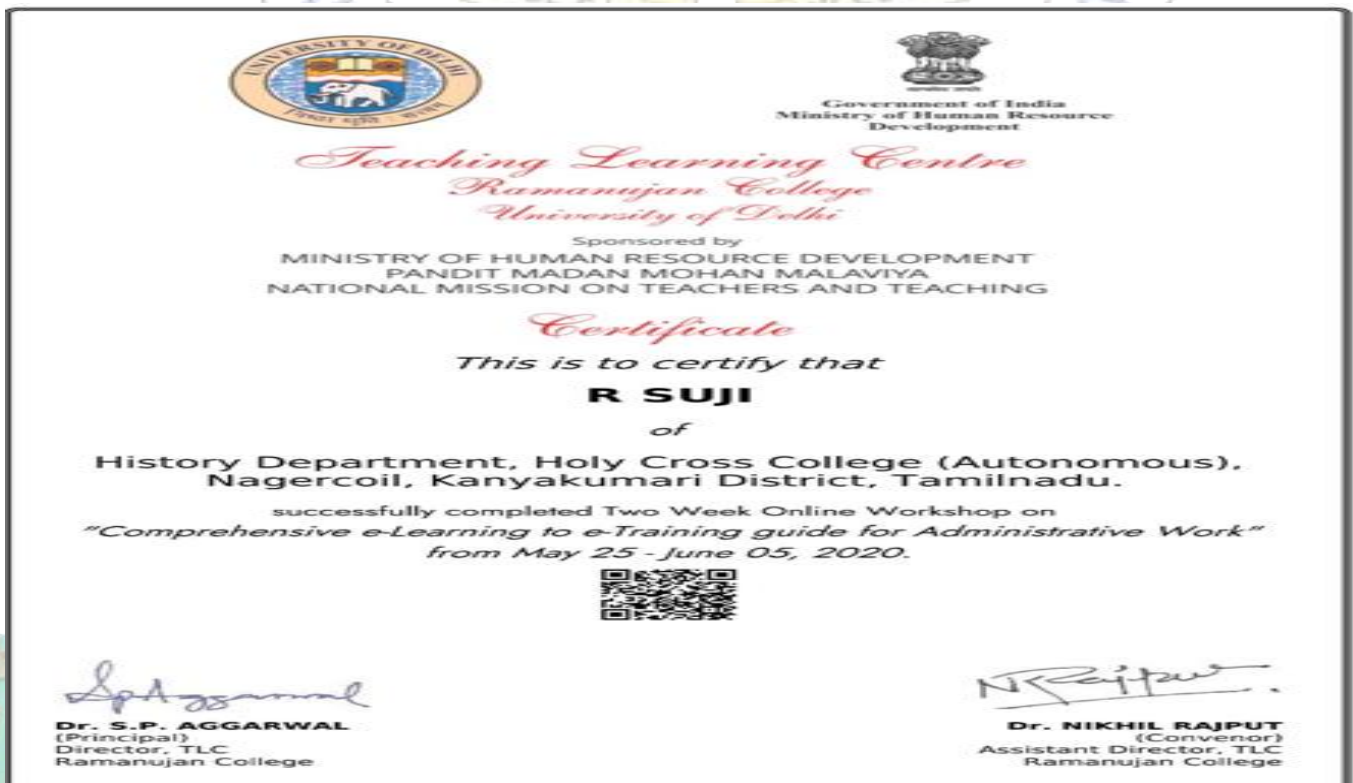 UNIVERSITY OF DELHI
Government of India
Ministry of Human Resource
Development
Teaching Learning Centre
Ramanujan College
University of Delhi
Sponsored by
MINISTRY OF HUMAN RESOURCE DEVELOPMENT
PANDIT MADAN MOHAN MALAVIYA
NATIONAL MISSION ON TEACHERS AND TEACHING
Certificate
This is to certify that
R SUJI
of
History Department, Holy Cross College (Autonomous),
Nagercoil, Kanyakumari District, Tamilnadu.
successfully completed Two Week Online Workshop on
"Comprehensive e-Learning to e-Training guide for Administrative Work"
from May 25 - June 05, 2020.
Dr. S.P. AGGARWAL
(Principal)
Director, TLC
Ramanujan College
Dr. NIKHIL RAJPUT
(Convenor)
Assistant Director, TLC
Ramanujan College